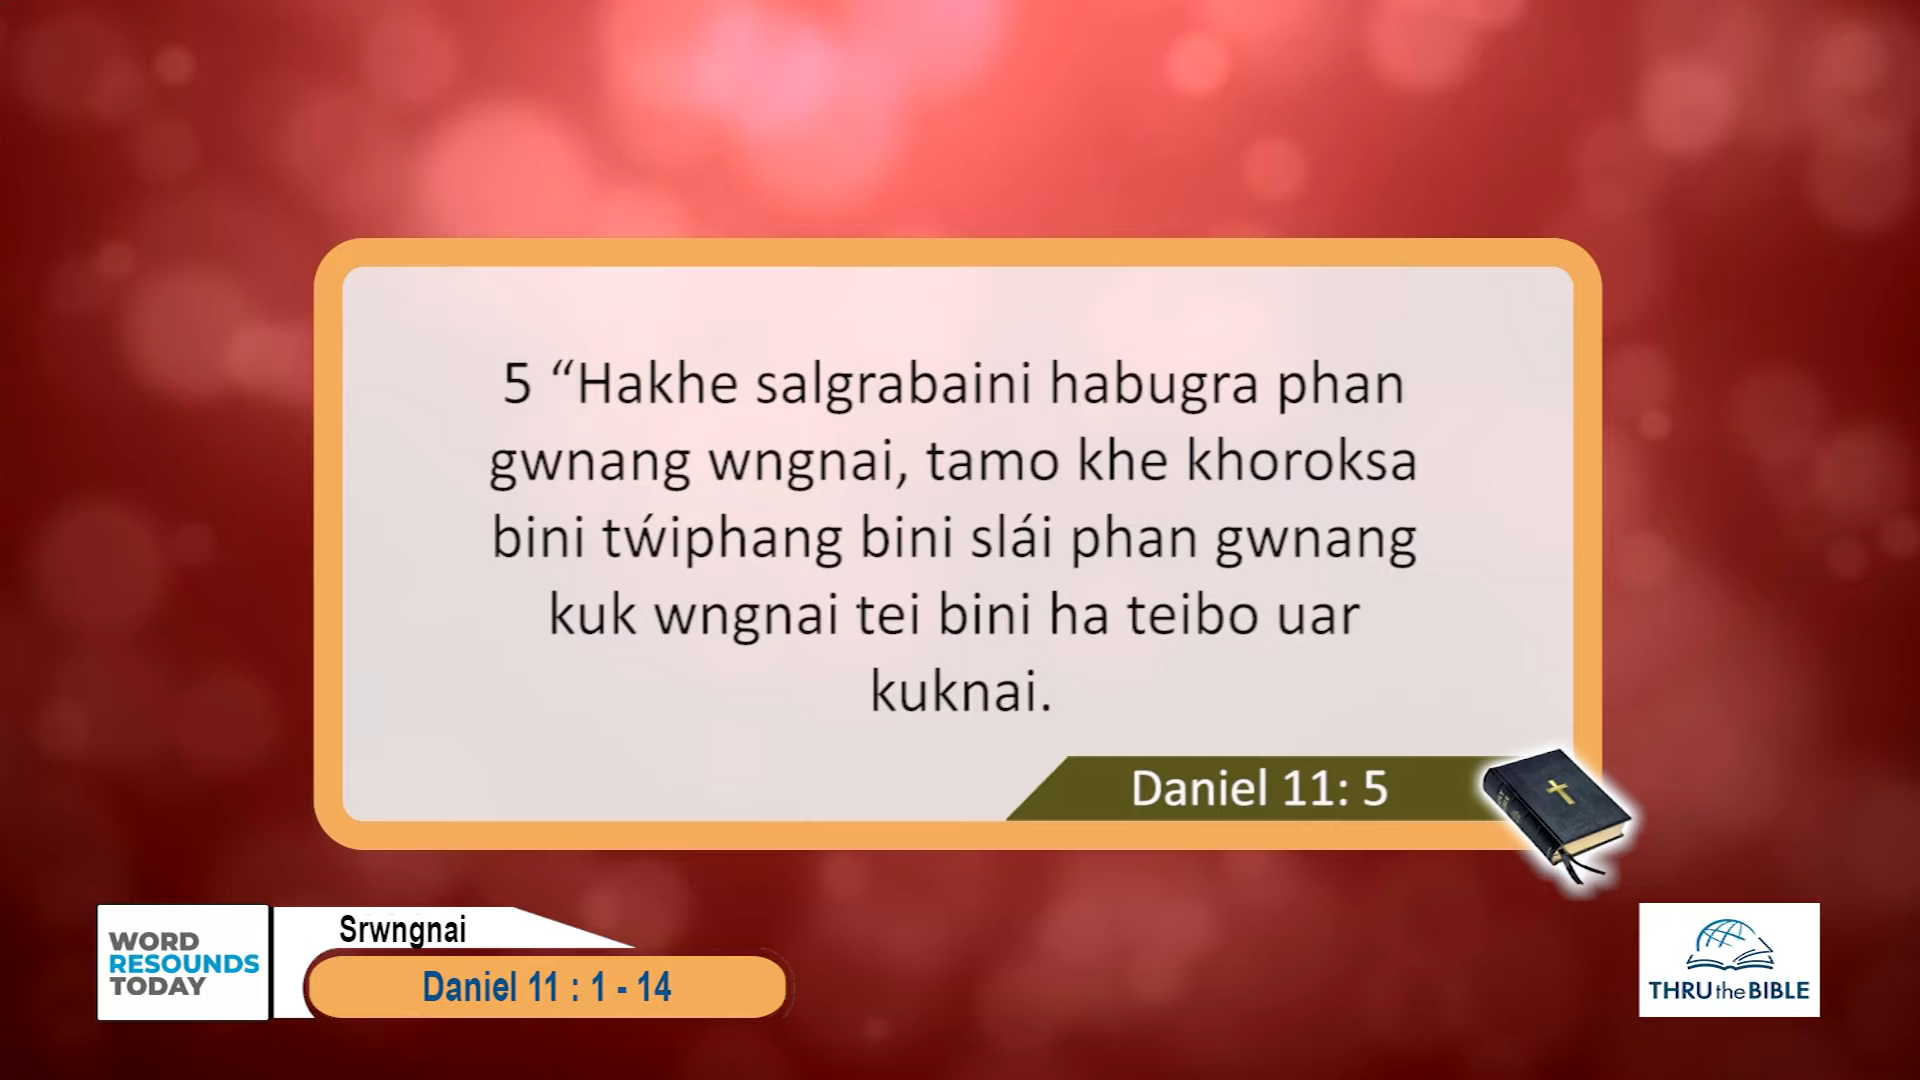 5 “Hakhe salgrabaini habugra phan
gwnang wngnai, tamo khe khoroksa
bini tẃiphang bini slái phan gwnang
kuk wngnai tei bini ha teibo uar
kuknai.
Daniel 11: 5
WORD
RESOUNDS
TODAY
Srwngnai
Daniel 11 : 1 - 14
THRU the BIBLE